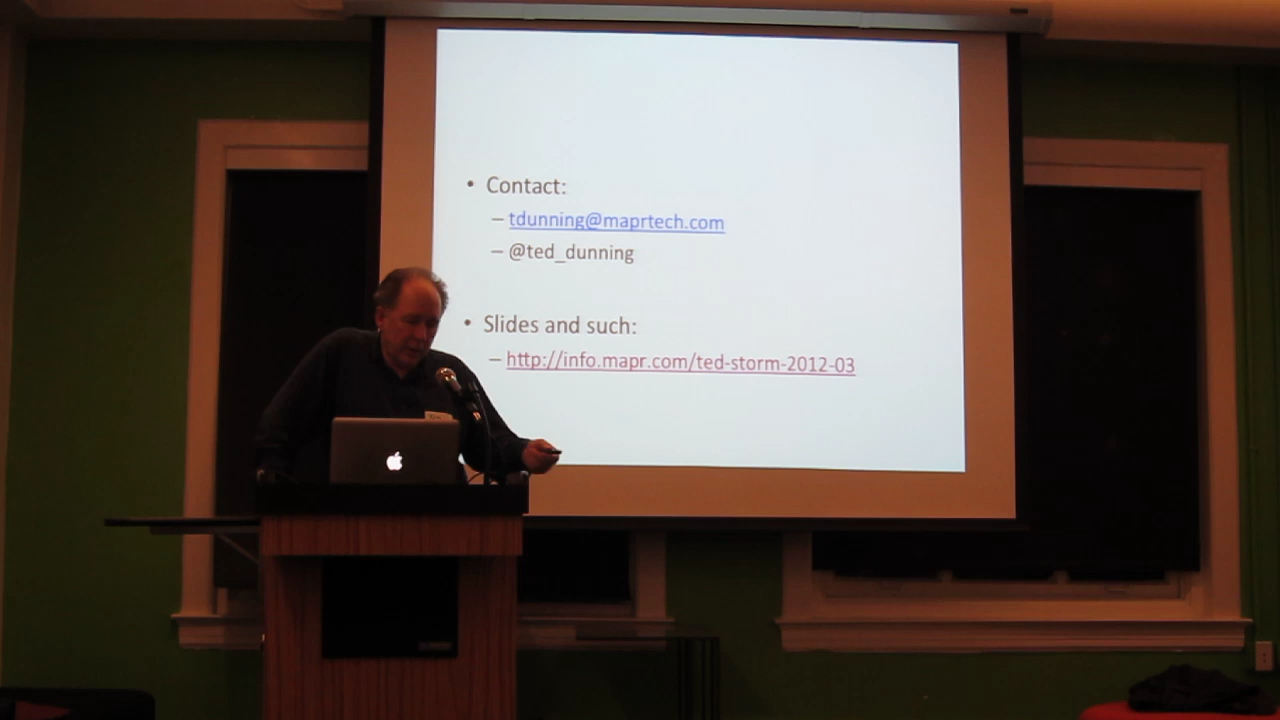 • Contact:
– tdunning@maprtech.com
– @ted_dunning
• Slides and such:
– http://info.mapr.com/ted-storm-2012-03